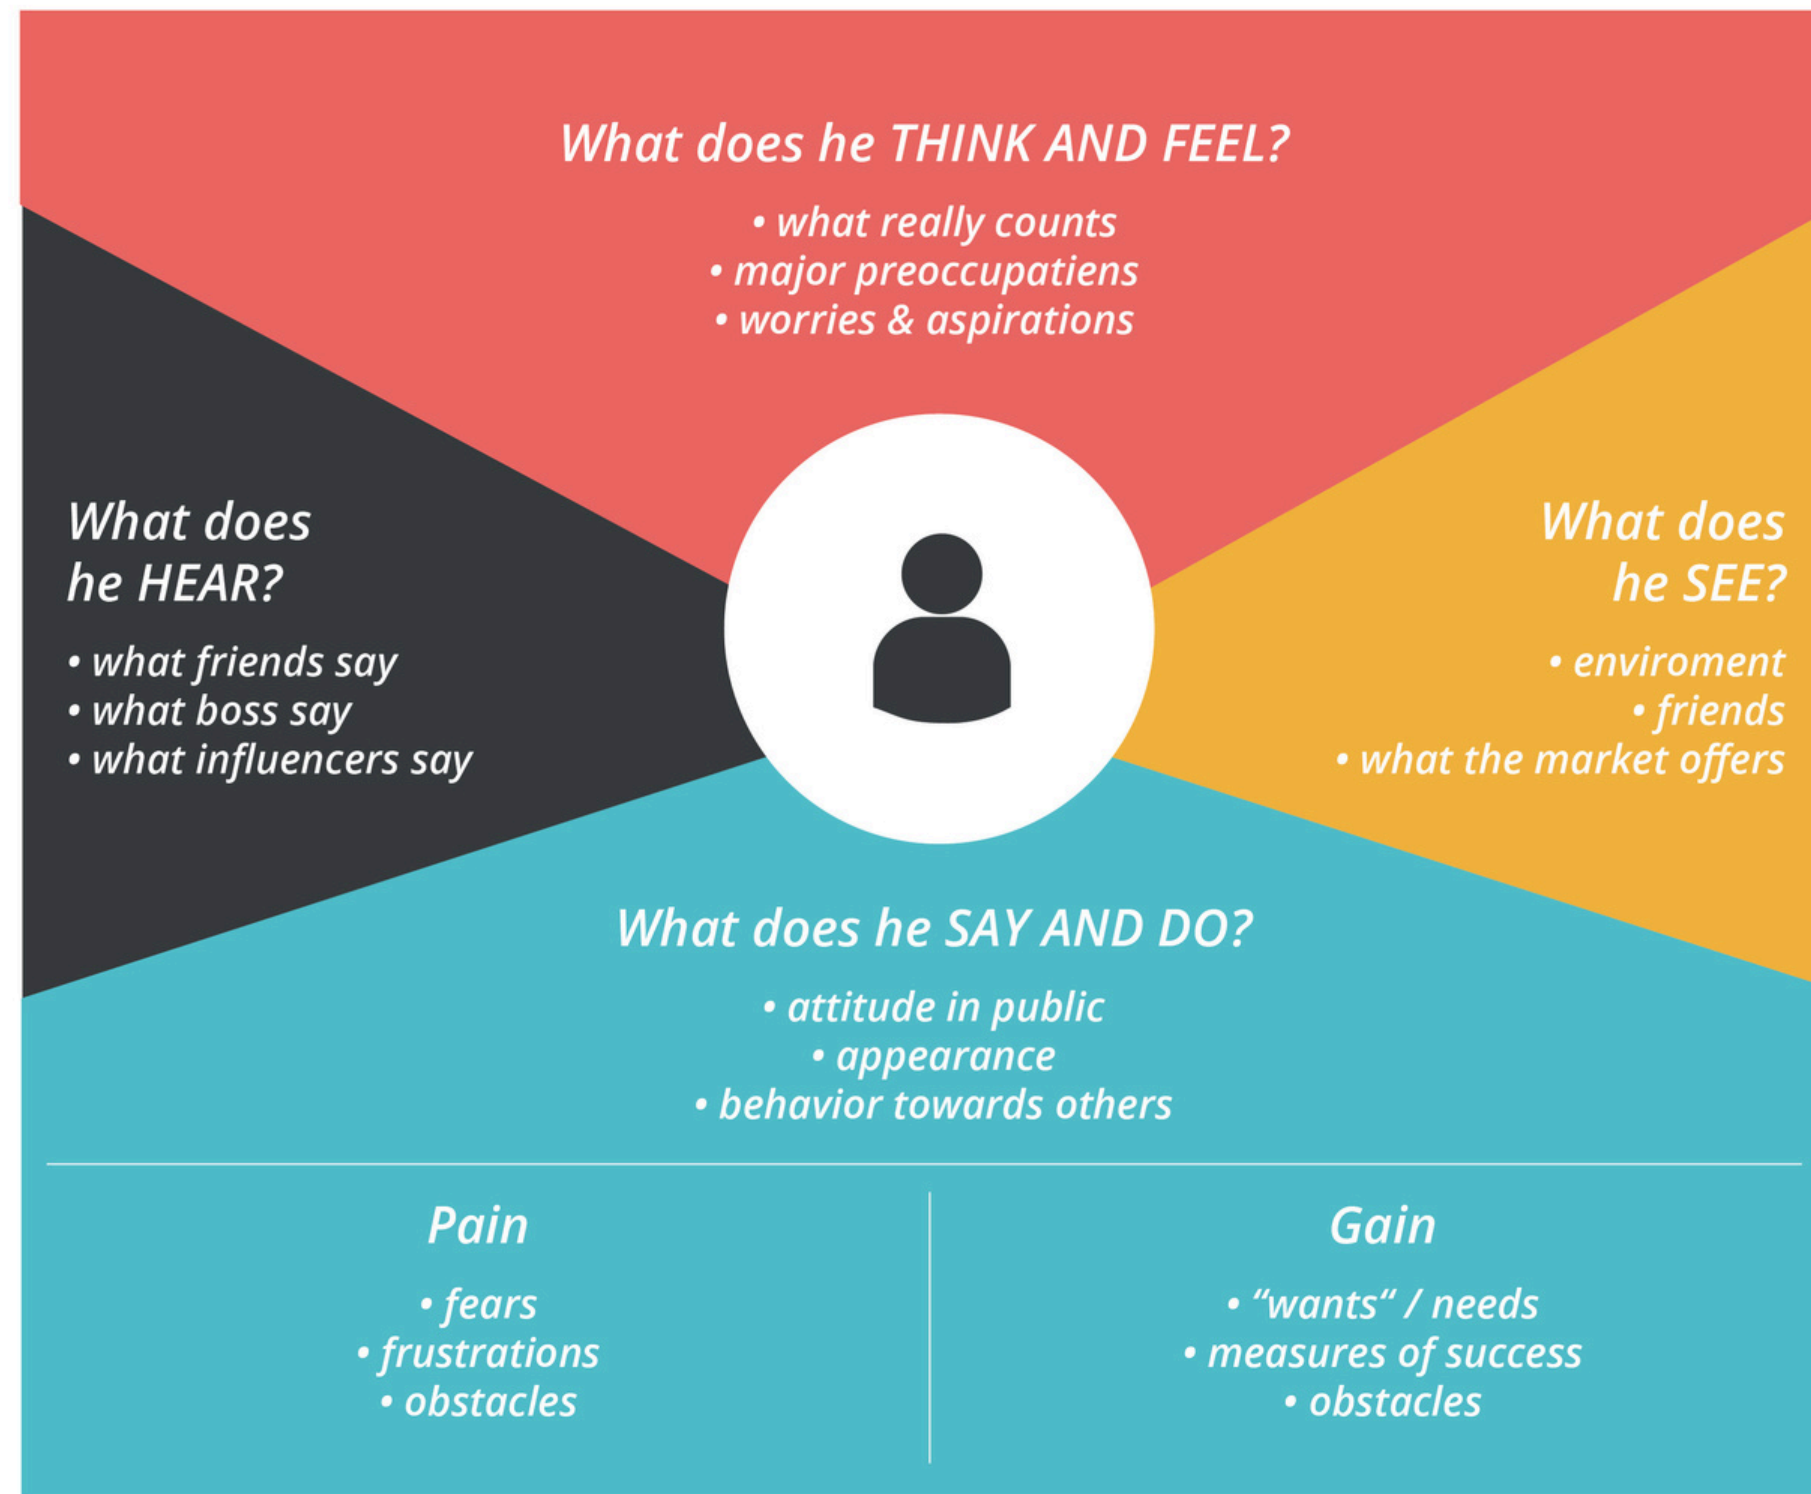 What does he THINK AND FEEL?
• what really counts
• major preoccupatiens
• worries & aspirations
What does
he HEAR?
• what friends say
• what boss say
• what influencers say
What does
he SEE?
• enviroment
• friends
• what the market offers
What does he SAY AND DO?
• attitude in public
• appearance
• behavior towards others
Pain
• fears
• frustrations
• obstacles
Gain
• “wants“ / needs
• measures of success
• obstacles